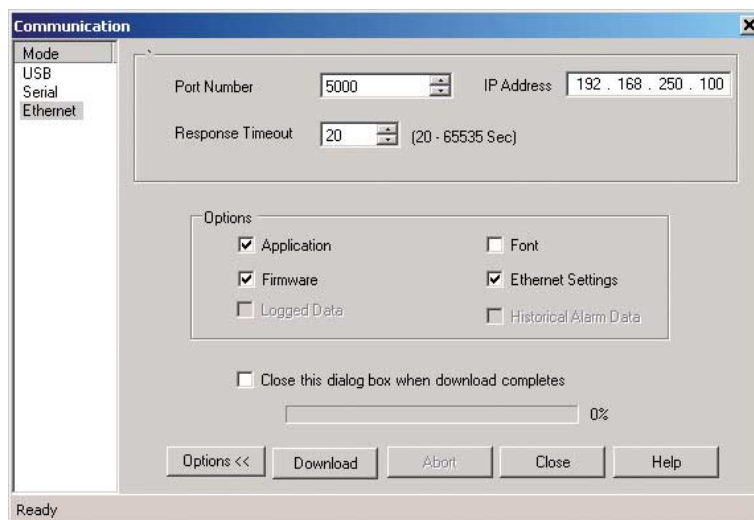 Communication
Mode
USB
Serial
Ethernet
Port Number 5000 IP Address 192 . 168 . 250 . 100
Response Timeout 20 (20 - 65535 Sec)
Options
Application Font
Firmware Ethernet Settings
Logged Data Historical Alarm Data
Close this dialog box when download completes
0%
Options << Download Abort Close Help
Ready